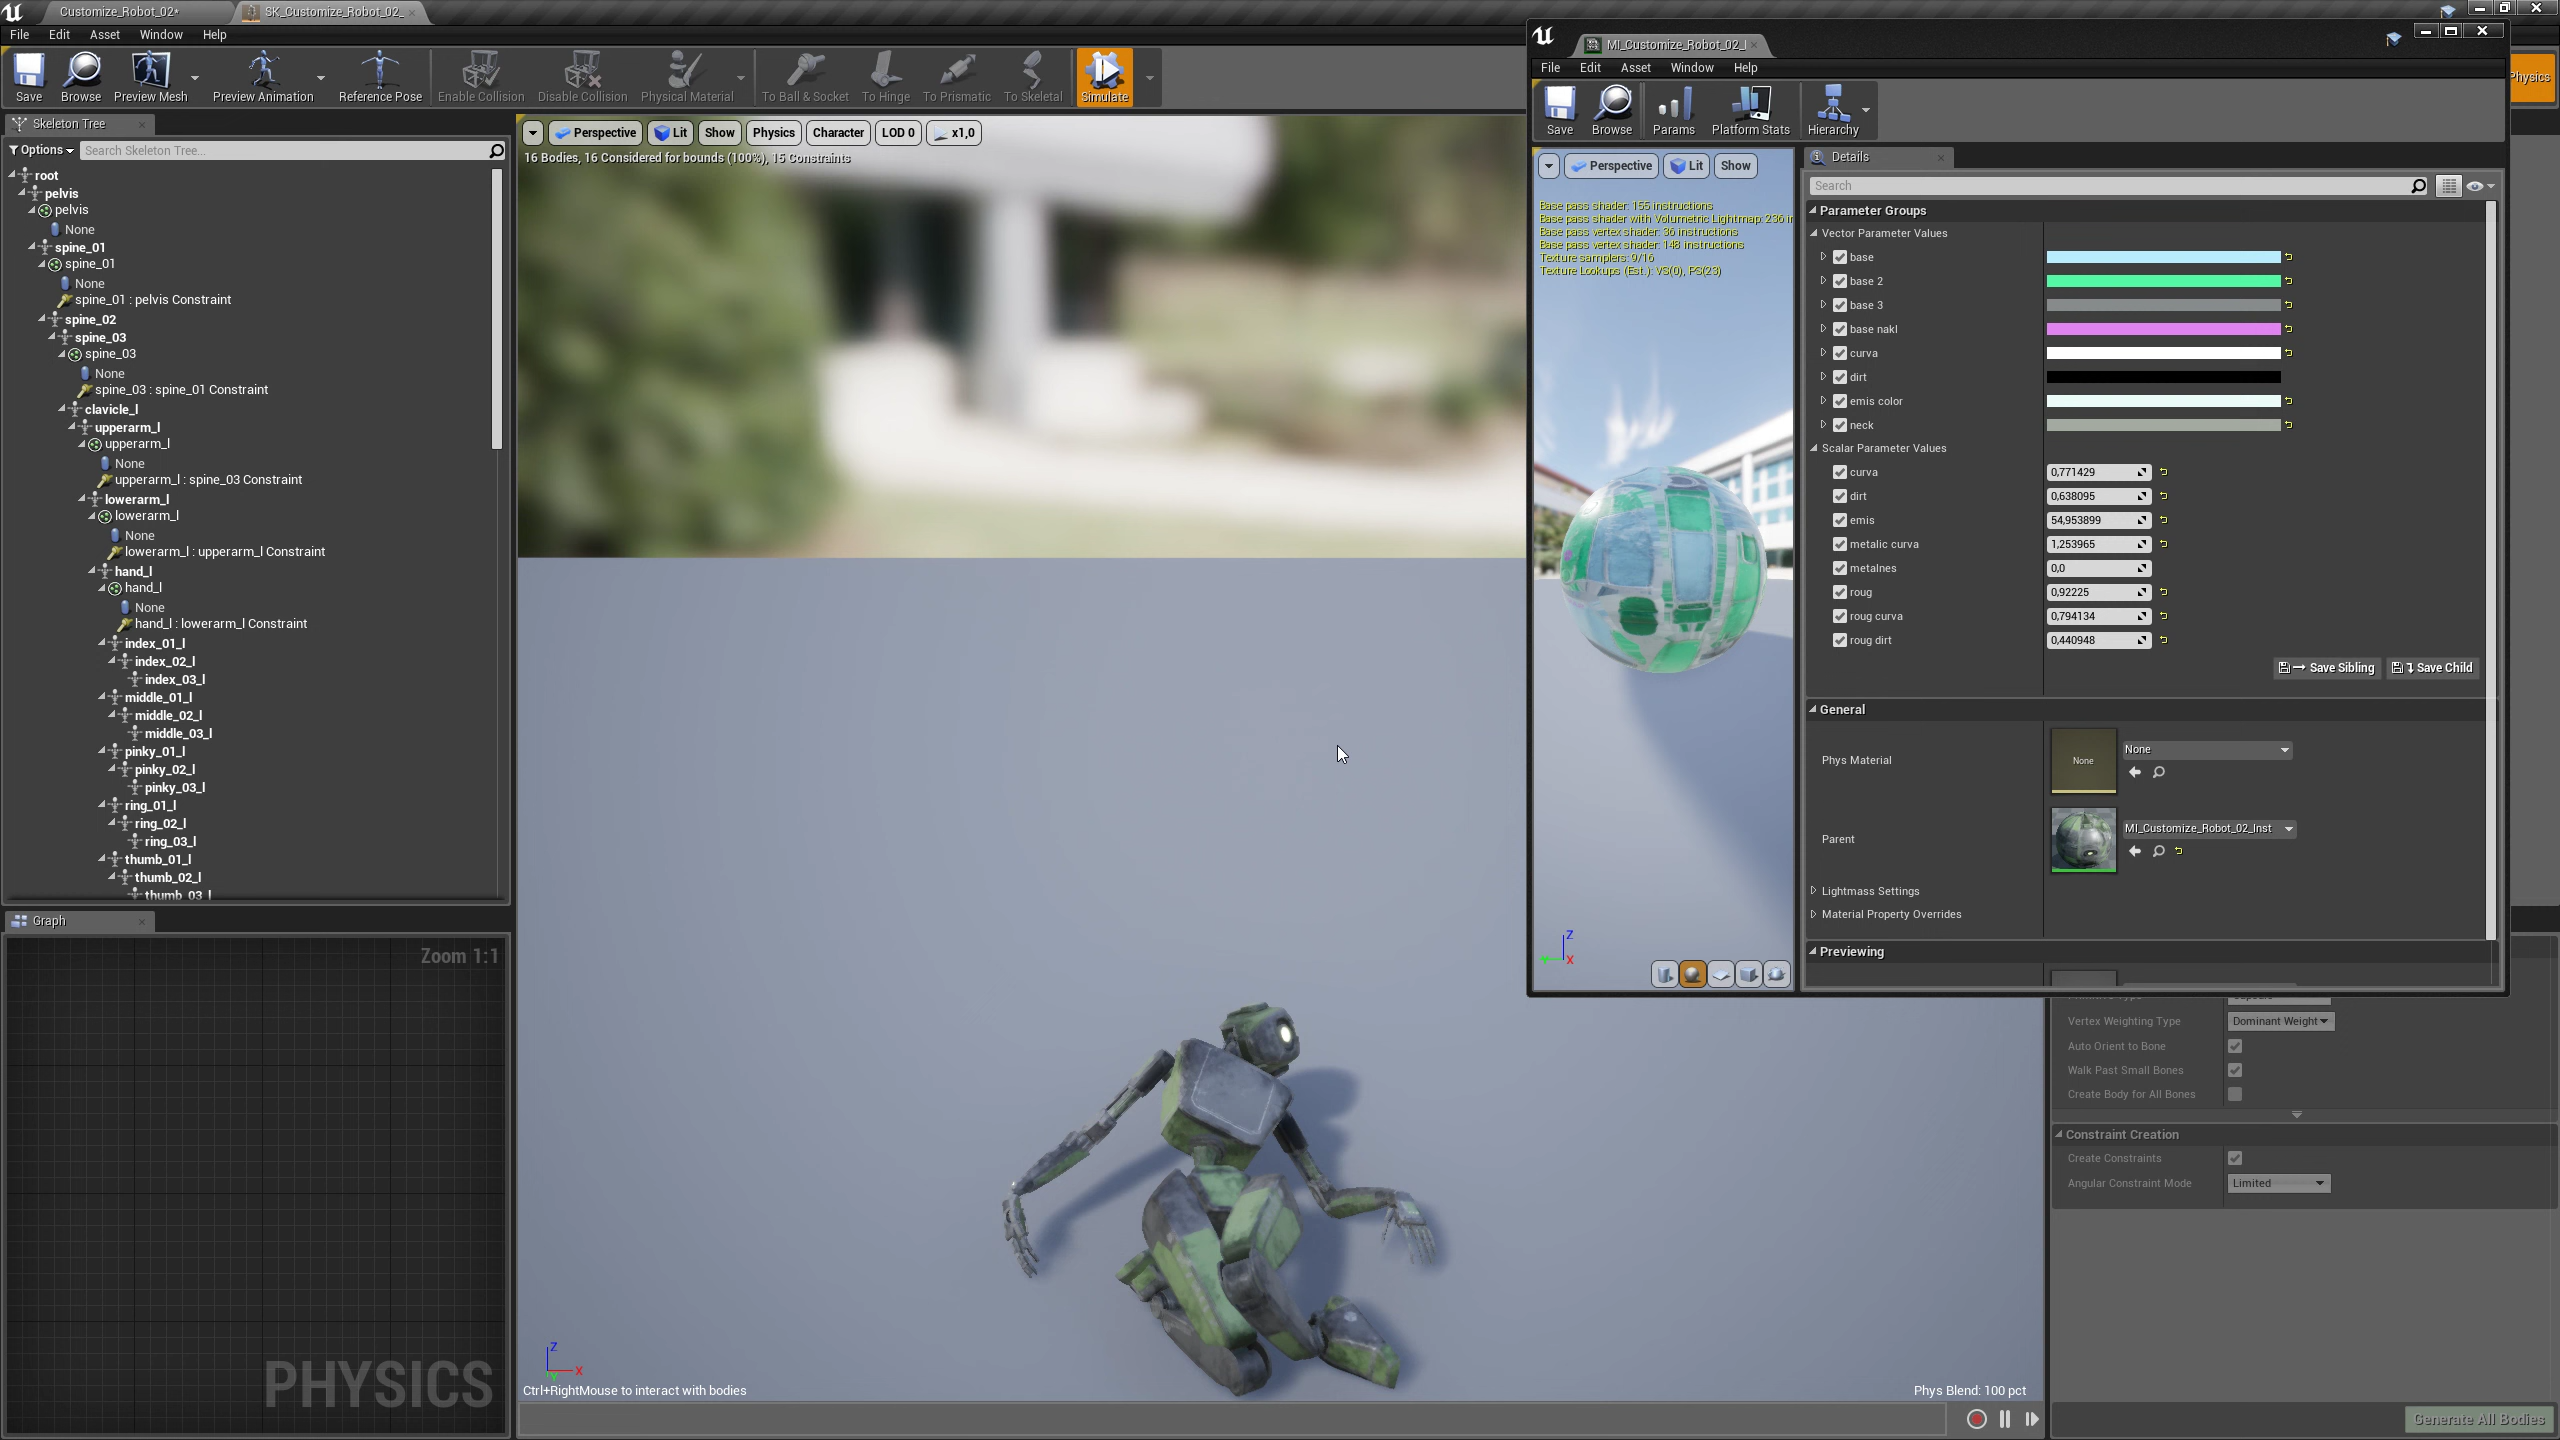 Customize_Robot_02*
SK_Customize_Robot_02_
File Edit Asset Window Help
Save
Browse
Preview Mesh
Preview Animation
Reference Pose
Enable Collision
Disable Collision
Physical Material
To Ball & Socket
To Hinge
To Prismatic
To Skeletal
Simulate
Physics
Skeleton Tree
Options
Search Skeleton Tree...
root
pelvis
pelvis
None
spine_01
spine_01
None
spine_01 : pelvis Constraint
spine_02
spine_03
spine_03
None
spine_03 : spine_01 Constraint
clavicle_l
upperarm_l
upperarm_l
None
upperarm_l : spine_03 Constraint
lowerarm_l
lowerarm_l
None
lowerarm_l : upperarm_l Constraint
hand_l
hand_l
None
hand_l : lowerarm_l Constraint
index_01_l
index_02_l
index_03_l
middle_01_l
middle_02_l
middle_03_l
pinky_01_l
pinky_02_l
pinky_03_l
ring_01_l
ring_02_l
ring_03_l
thumb_01_l
thumb_02_l
thumb_03_l
Graph
Zoom 1:1
PHYSICS
Perspective Lit Show Physics Character LOD 0 x1,0
16 Bodies, 16 Considered for bounds (100%), 15 Constraints
Z
X
Y
Ctrl+RightMouse to interact with bodies
Phys Blend: 100 pct
MI_Customize_Robot_02_I
File Edit Asset Window Help
Save
Browse
Params
Platform Stats
Hierarchy
Perspective Lit Show
Base pass shader: 155 instructions
Base pass shader with Volumetric Lightmap: 236 in
Base pass vertex shader: 36 instructions
Base pass vertex shader: 148 instructions
Texture samplers: 9/16
Texture Lookups (Est.): VS(0), PS(23)
Z
X
Details
Search
Parameter Groups
Vector Parameter Values
base
base 2
base 3
base nakl
curva
dirt
emis color
neck
Scalar Parameter Values
curva 0,771429
dirt 0,638095
emis 54,953899
metalic curva 1,253965
metalnes 0,0
roug 0,92225
roug curva 0,794134
roug dirt 0,440948
Save Sibling Save Child
General
Phys Material
None
None
Parent
MI_Customize_Robot_02_Inst
Lightmass Settings
Material Property Overrides
Previewing
Vertex Weighting Type Dominant Weight
Auto Orient to Bone
Walk Past Small Bones
Create Body for All Bones
Constraint Creation
Create Constraints
Angular Constraint Mode Limited
Generate All Bodies